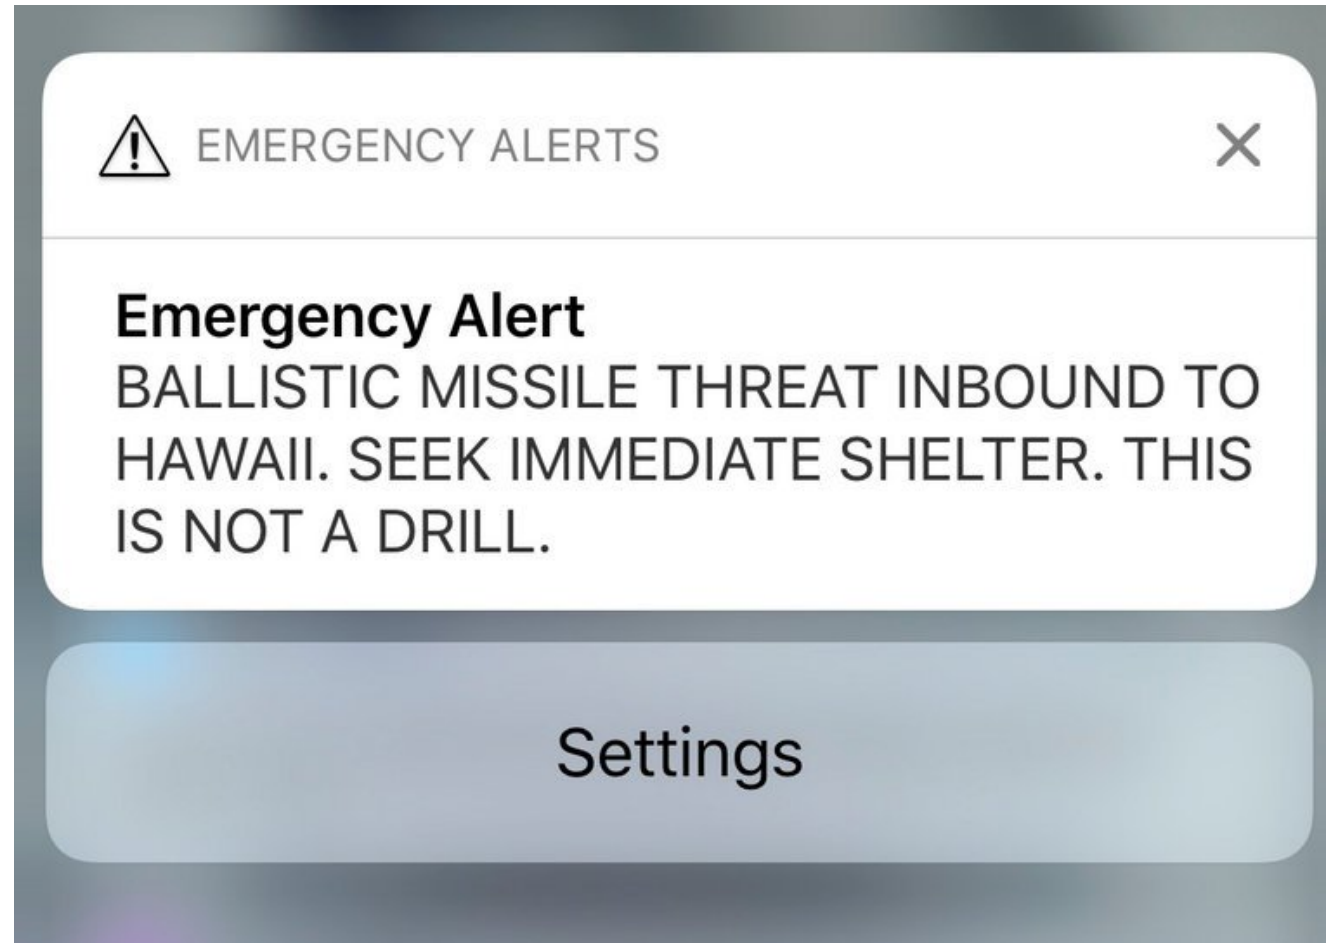 EMERGENCY ALERTS
Emergency Alert
BALLISTIC MISSILE THREAT INBOUND TO
HAWAII. SEEK IMMEDIATE SHELTER. THIS
IS NOT A DRILL.
Settings